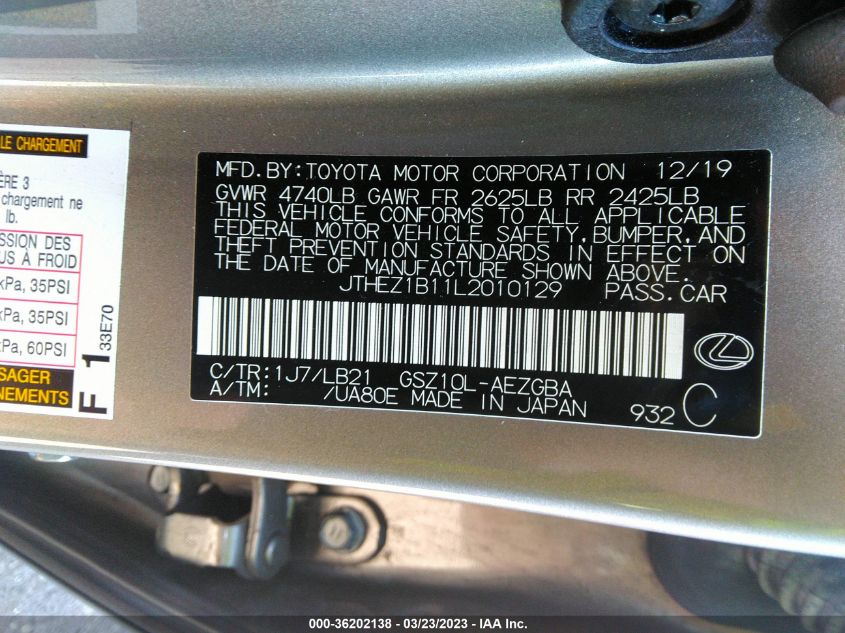 LE CHARGEMENT
ÈRE 3
chargement ne
lb.
SSION DES
US À FROID
kPa, 35PSI
kPa, 35PSI
kPa, 60PSI
SAGER
NEMENTS
F 1 33E70
MFD.BY:TOYOTA MOTOR CORPORATION 12/19
GVWR 4740LB GAWR FR 2625LB RR 2425LB
THIS VEHICLE CONFORMS TO ALL APPLICABLE
FEDERAL MOTOR VEHICLE SAFETY, BUMPER, AND
THEFT PREVENTION STANDARDS IN EFFECT ON
THE DATE OF MANUFACTURE SHOWN ABOVE.
JTHEZ1B11L2010129 PASS.CAR
C/TR:1J7/LB21 GSZ10L-AEZGBA
A/TM: /UA80E MADE IN JAPAN 932 C
000-36202138 - 03/23/2023 - IAA Inc.